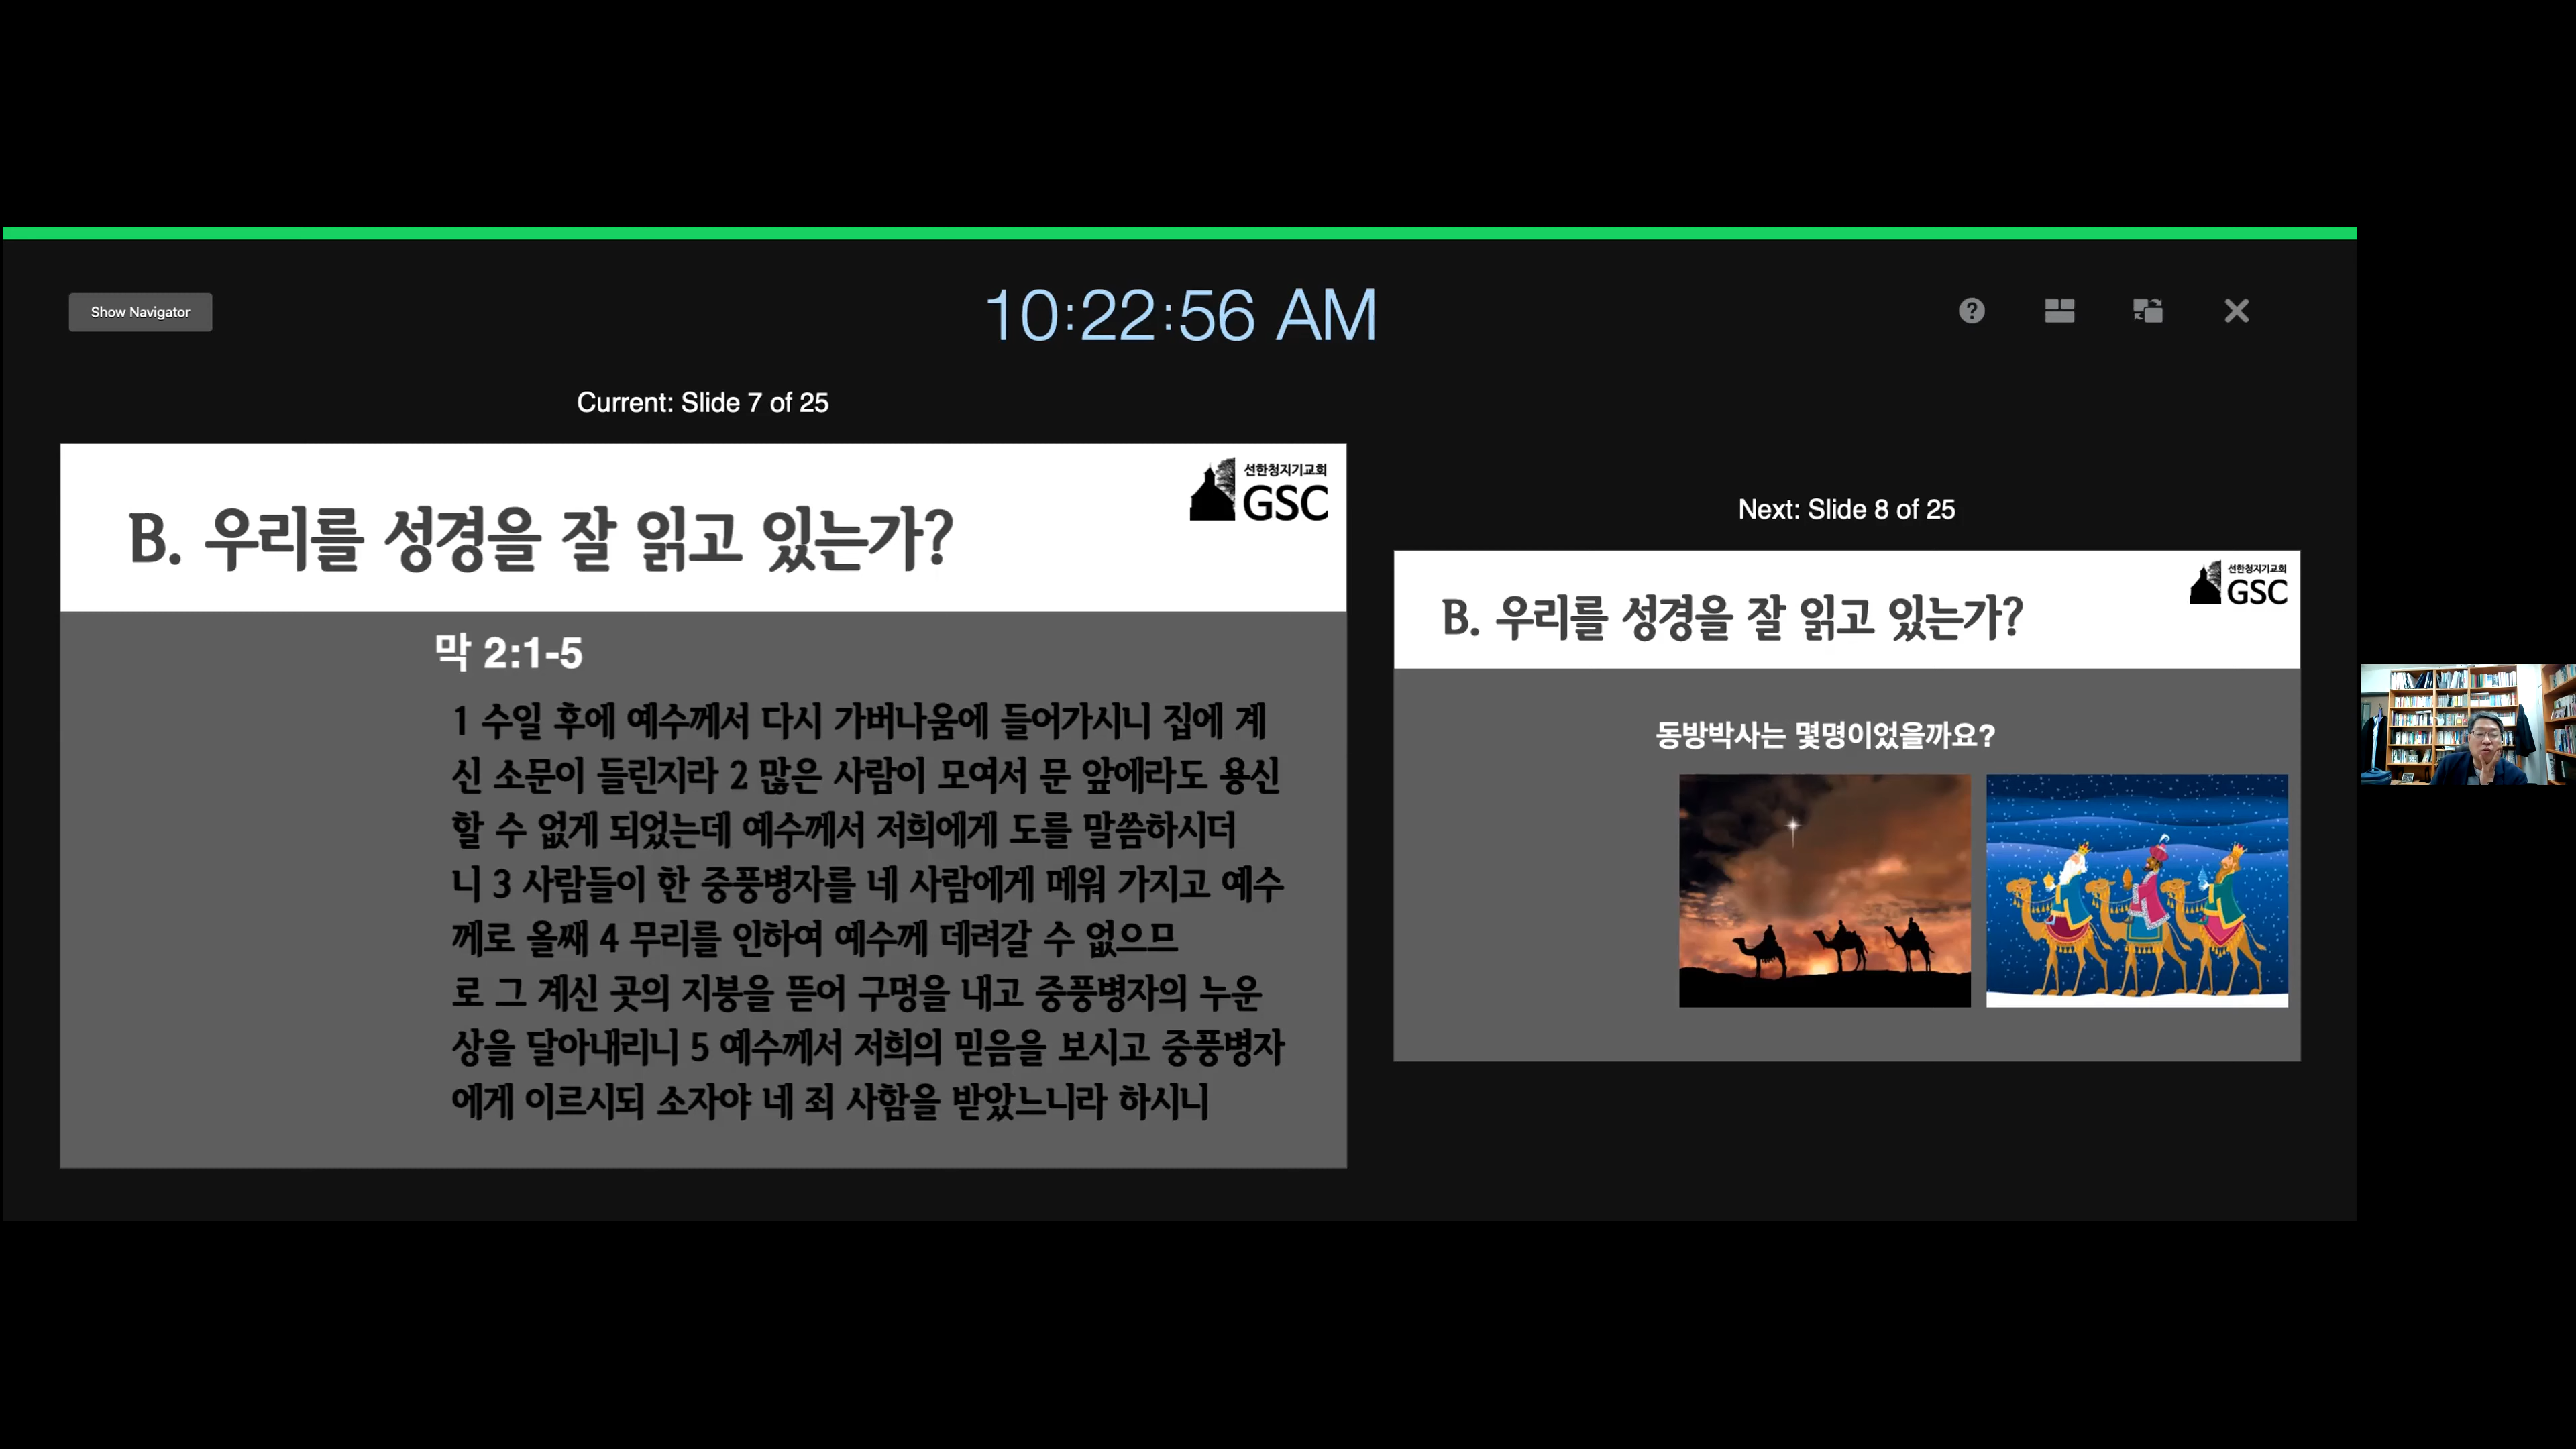 Show Navigator
10:22:56 AM
Current: Slide 7 of 25
B. 우리를 성경을 잘 읽고 있는가?
선한청지기교회
GSC
막 2:1-5
1 수일 후에 예수께서 다시 가버나움에 들어가시니 집에 계
신 소문이 들린지라 2 많은 사람이 모여서 문 앞에라도 용신
할 수 없게 되었는데 예수께서 저희에게 도를 말씀하시더
니 3 사람들이 한 중풍병자를 네 사람에게 메워 가지고 예수
께로 올쌔 4 무리를 인하여 예수께 데려갈 수 없으므
로 그 계신 곳의 지붕을 뜯어 구멍을 내고 중풍병자의 누운
상을 달아내리니 5 예수께서 저희의 믿음을 보시고 중풍병자
에게 이르시되 소자야 네 죄 사함을 받았느니라 하시니
Next: Slide 8 of 25
B. 우리를 성경을 잘 읽고 있는가?
선한청지기교회
GSC
동방박사는 몇명이었을까요?